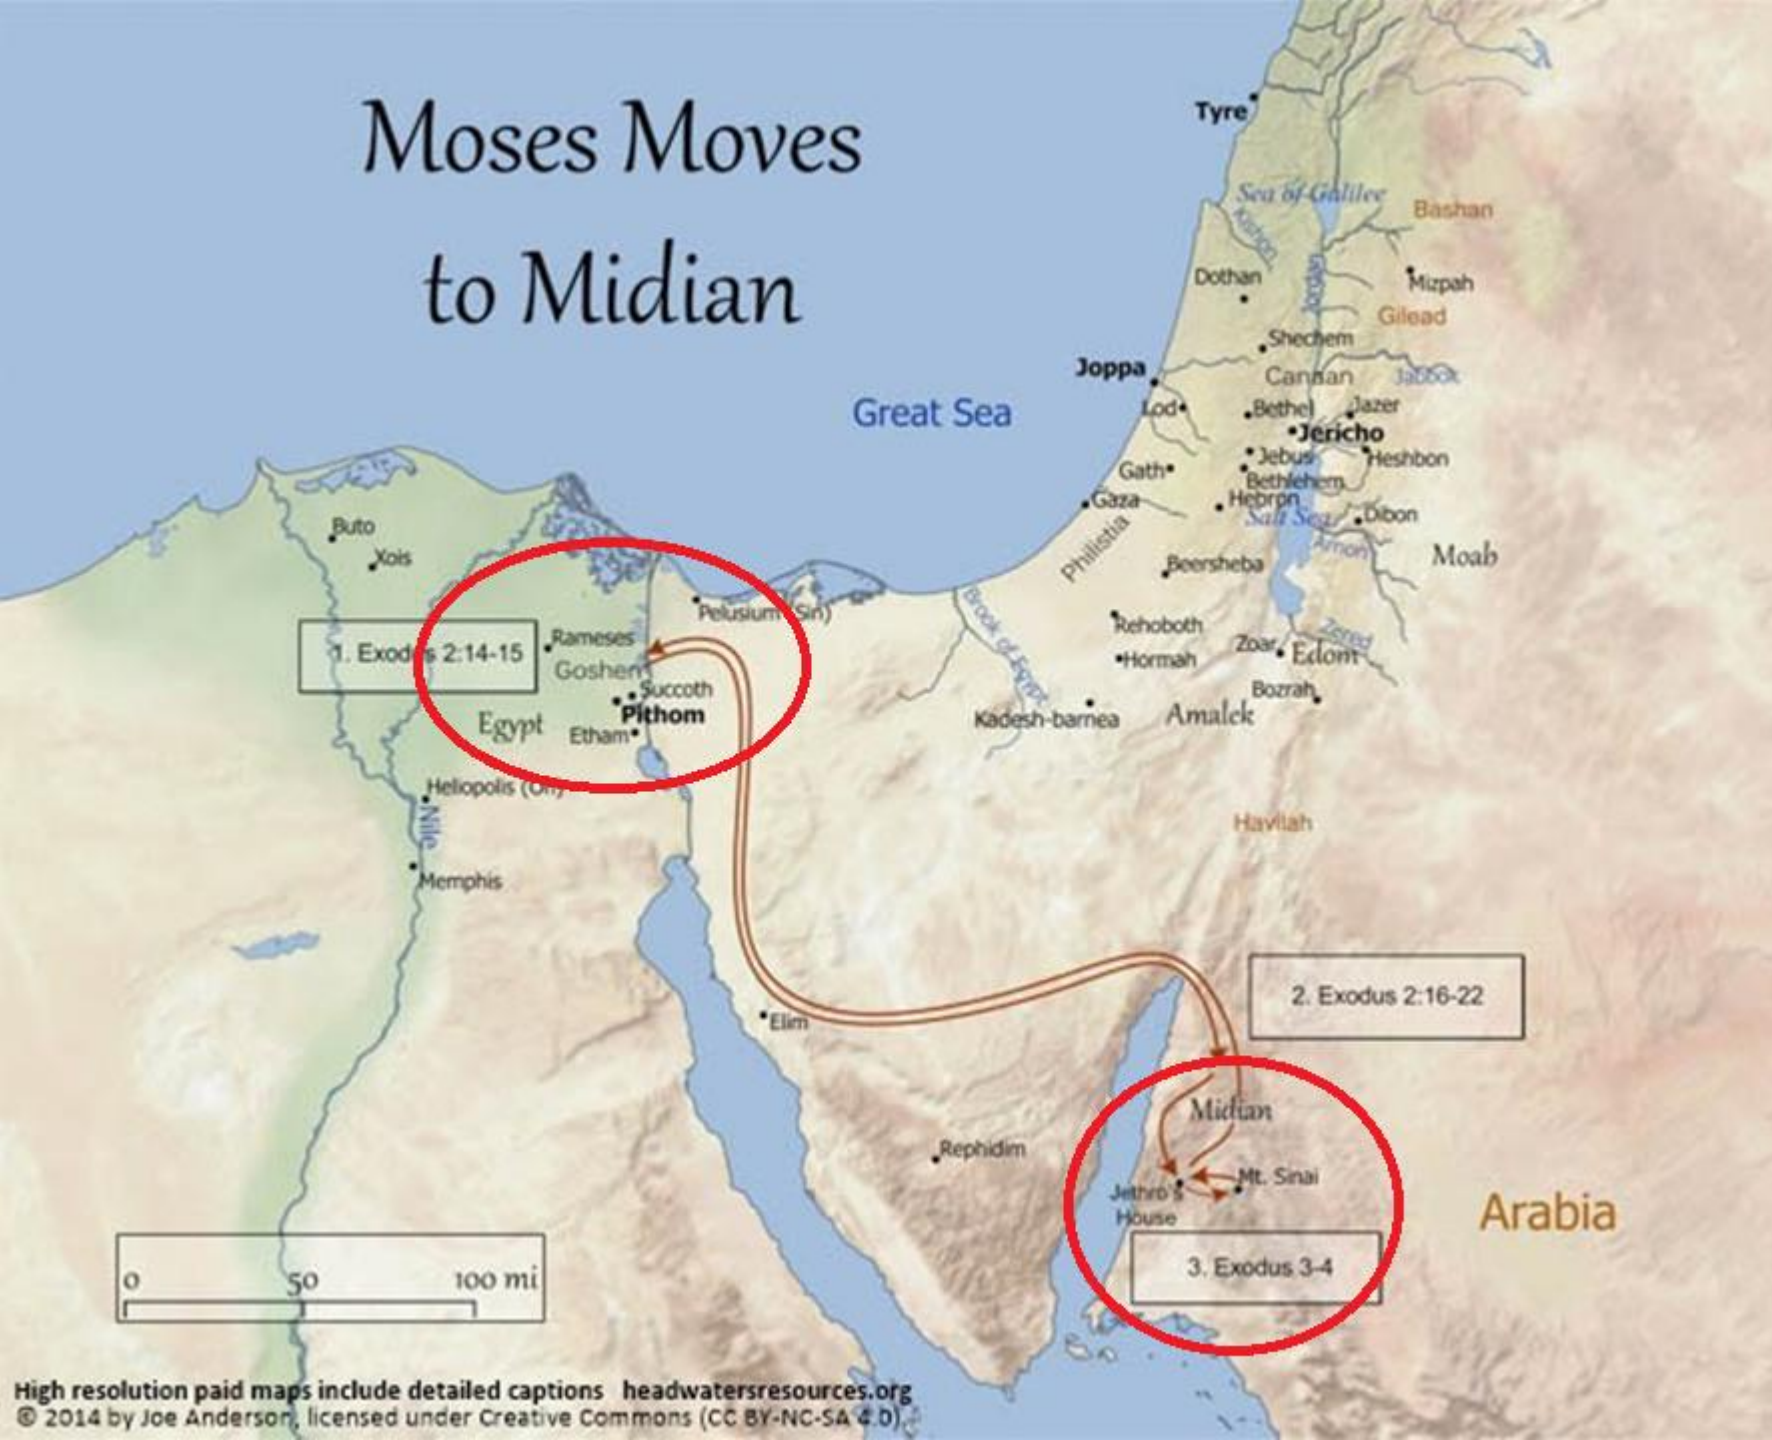 Moses Moves
to Midian
Tyre
Sea of Galilee
Bashan
Kishon
Dothan
Jordan
Mizpah
Gilead
Shechem
Joppa
Canaan
Jabbok
Great Sea
Lod
Bethel
Jazer
Jericho
Jebus
Heshbon
Gath
Bethlehem
Gaza
Hebron
Salt Sea
Dibon
Buto
Arnon
Moab
Xois
Philistia
Beersheba
Pelusium (Sin)
Brook of Egypt
Rehoboth
Zered
1. Exodus 2:14-15
Rameses
Goshen
Hormah
Zoar
Edom
Succoth
Bozrah
Pithom
Egypt
Etham
Kadesh-barnea
Amalek
Heliopolis (On)
Nile
Havilah
Memphis
2. Exodus 2:16-22
Elim
Midian
Rephidim
Mt. Sinai
Jethro's
House
Arabia
3. Exodus 3-4
0 50 100 mi
High resolution paid maps include detailed captions headwatersresources.org
© 2014 by Joe Anderson, licensed under Creative Commons (CC BY-NC-SA 4.0)